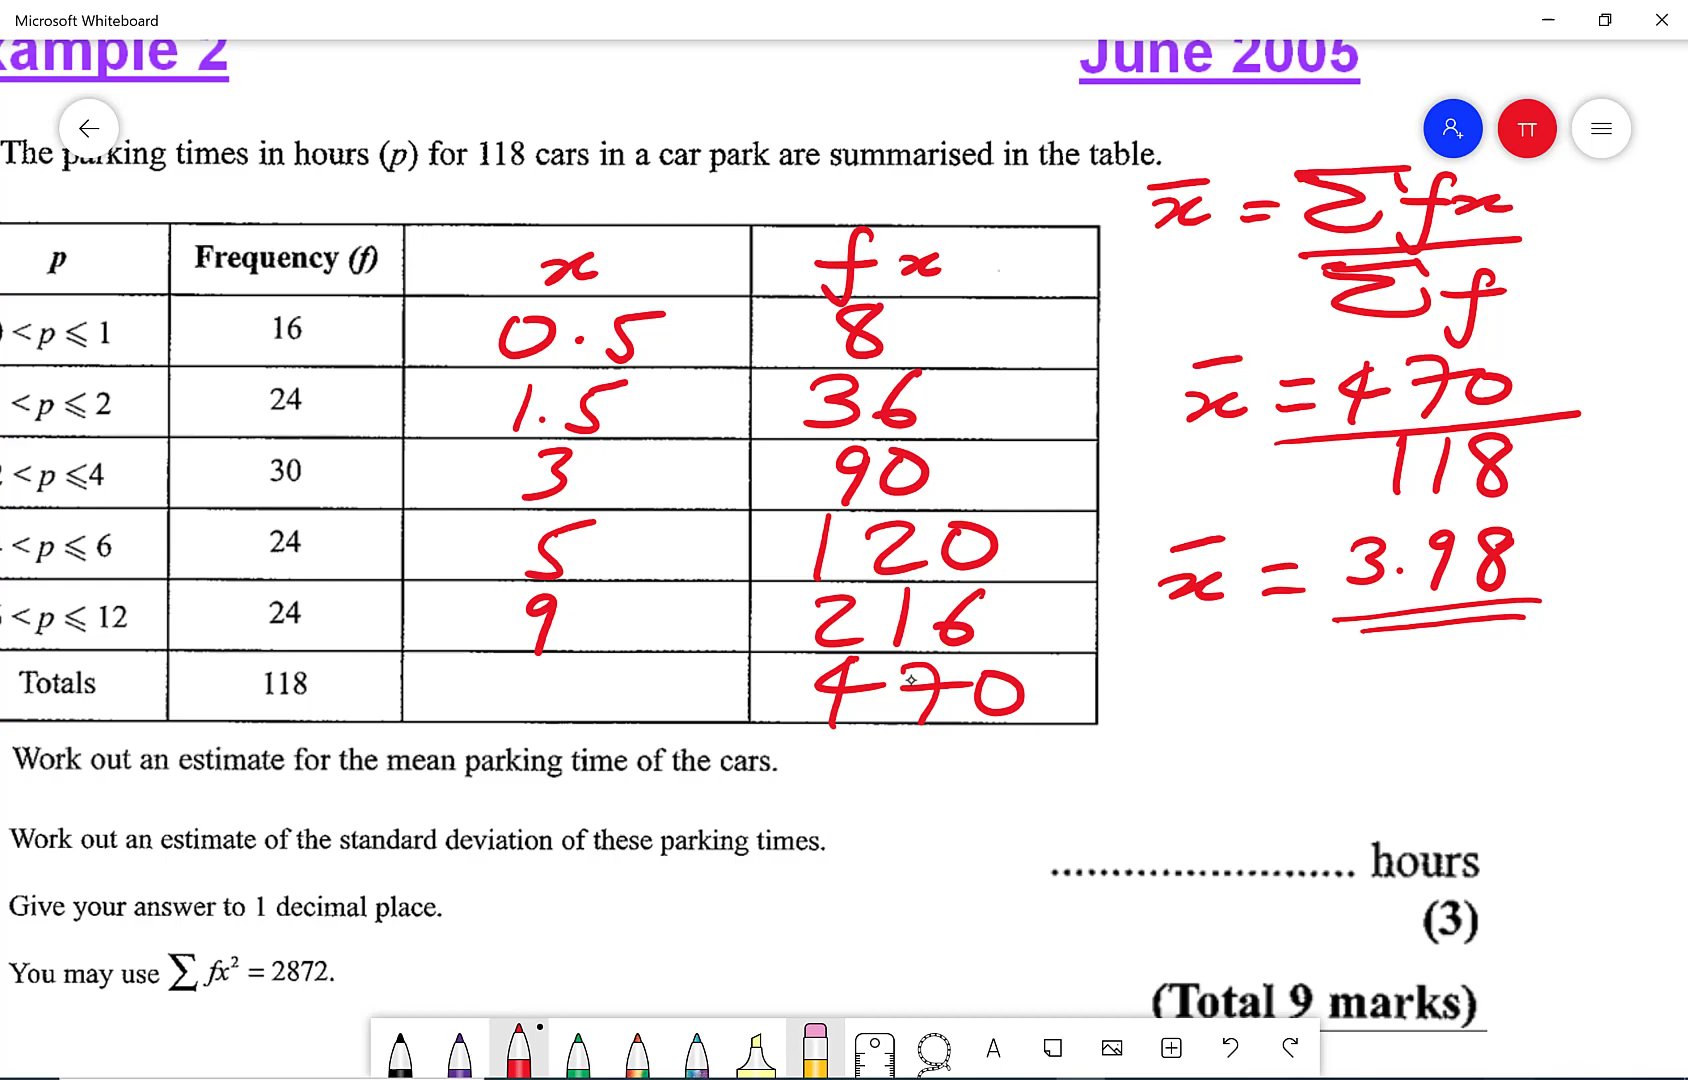 Microsoft Whiteboard
xample 2
June 2005
The parking times in hours (p) for 118 cars in a car park are summarised in the table.
p Frequency (f) x fx
0 < p ⩽ 1 16 0.5 8
< p ⩽ 2 24 1.5 36
2 < p ⩽4 30 3 90
< p ⩽ 6 24 5 120
< p ⩽ 12 24 9 216
Totals 118 470
x̄ = Σfx / Σf
x̄ = 470 / 118
x̄ = 3.98
Work out an estimate for the mean parking time of the cars.
Work out an estimate of the standard deviation of these parking times.
Give your answer to 1 decimal place.
You may use ∑ fx² = 2872.
........................... hours
(3)
(Total 9 marks)
TT
A